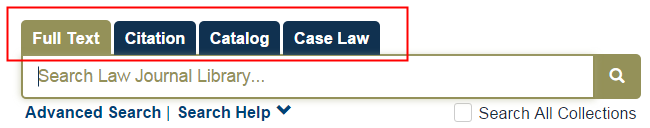 Full Text Citation Catalog Case Law
Search Law Journal Library...
Advanced Search | Search Help Search All Collections